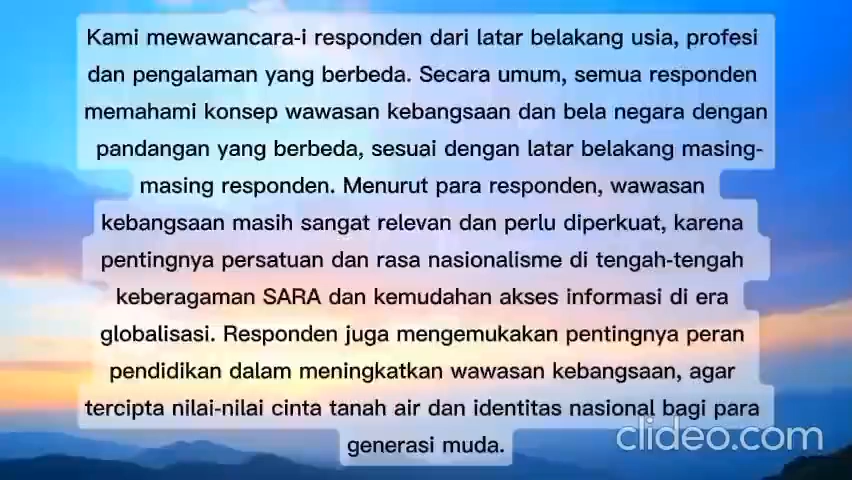 Kami mewawancara-i responden dari latar belakang usia, profesi
dan pengalaman yang berbeda. Secara umum, semua responden
memahami konsep wawasan kebangsaan dan bela negara dengan
pandangan yang berbeda, sesuai dengan latar belakang masing-
masing responden. Menurut para responden, wawasan
kebangsaan masih sangat relevan dan perlu diperkuat, karena
pentingnya persatuan dan rasa nasionalisme di tengah-tengah
keberagaman SARA dan kemudahan akses informasi di era
globalisasi. Responden juga mengemukakan pentingnya peran
pendidikan dalam meningkatkan wawasan kebangsaan, agar
tercipta nilai-nilai cinta tanah air dan identitas nasional bagi para
generasi muda.
clideo.com